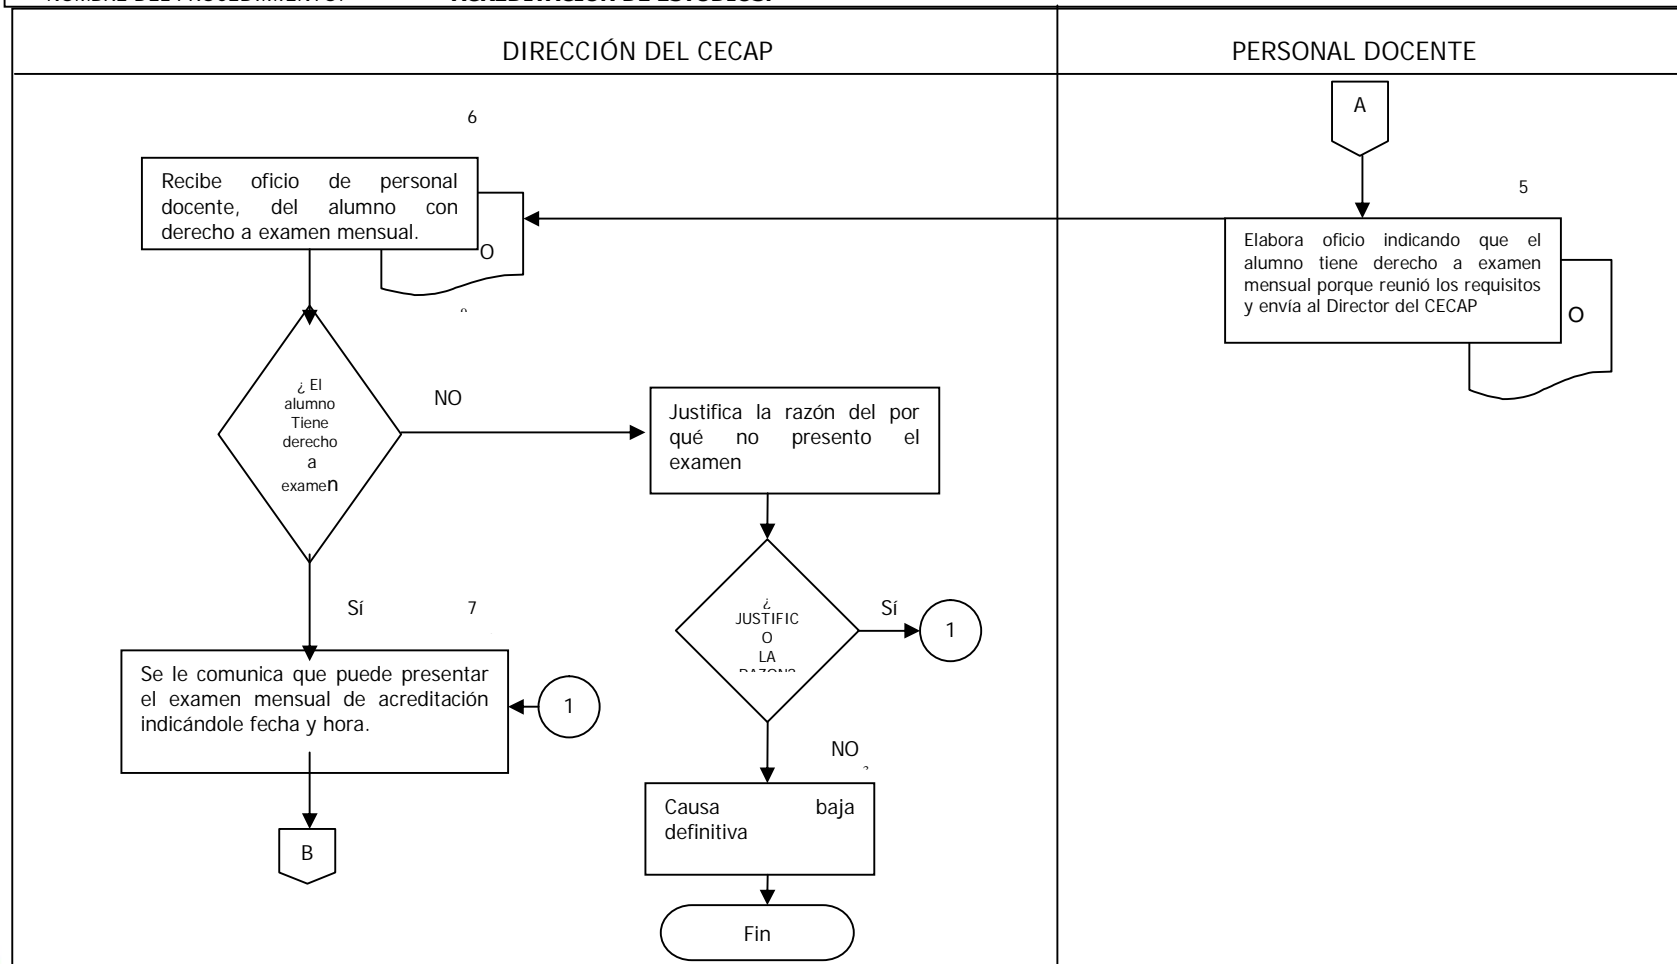 DIRECCIÓN DEL CECAP
PERSONAL DOCENTE
A
5
Elabora oficio indicando que el
alumno tiene derecho a examen
mensual porque reunió los requisitos
y envía al Director del CECAP
O
6
Recibe oficio de personal
docente, del alumno con
derecho a examen mensual.
O
¿ El
alumno
Tiene
derecho
a
examen
NO
Justifica la razón del por
qué no presento el
examen
¿
JUSTIFIC
O
LA
Sí
1
Sí
7
Se le comunica que puede presentar
el examen mensual de acreditación
indicándole fecha y hora.
1
NO
Causa baja
definitiva
B
Fin